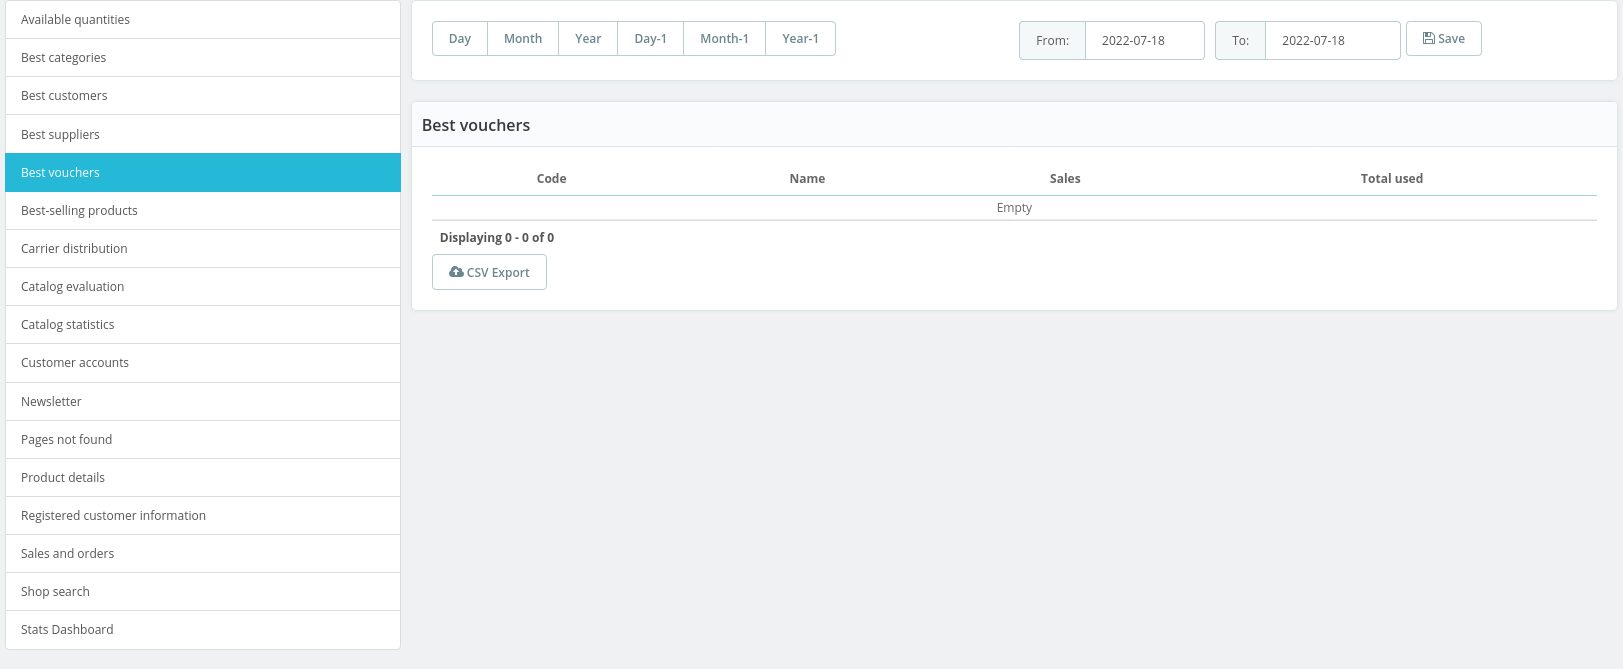 Available quantities
Best categories
Best customers
Best suppliers
Best vouchers
Best-selling products
Carrier distribution
Catalog evaluation
Catalog statistics
Customer accounts
Newsletter
Pages not found
Product details
Registered customer information
Sales and orders
Shop search
Stats Dashboard
Day Month Year Day-1 Month-1 Year-1 From: 2022-07-18 To: 2022-07-18 Save
Best vouchers
Code Name Sales Total used
Empty
Displaying 0 - 0 of 0
CSV Export